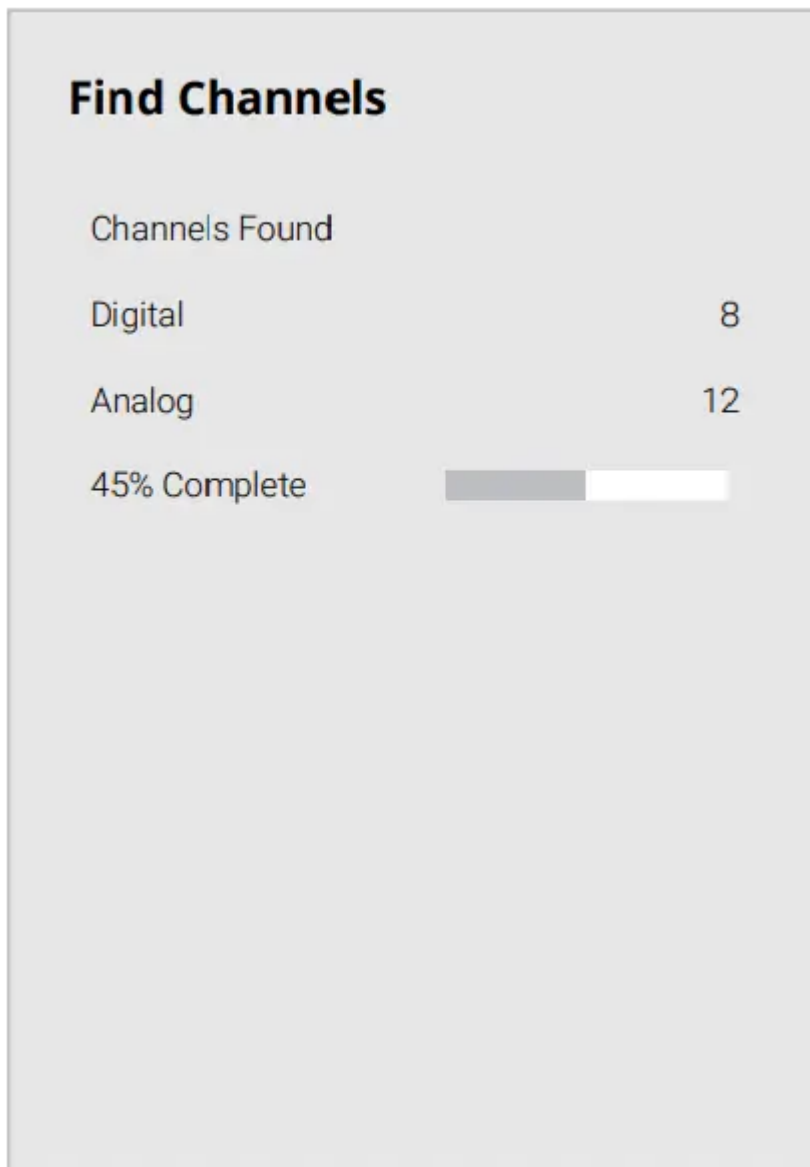 Find Channels
Channels Found
Digital 8
Analog 12
45% Complete